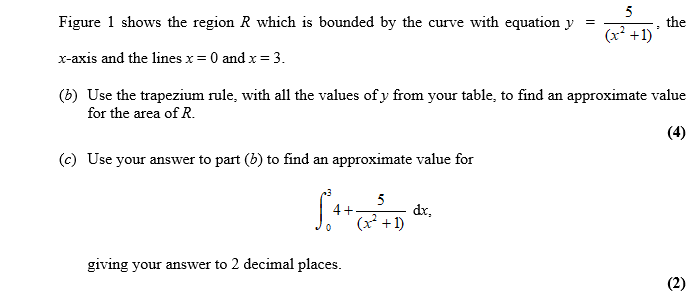 Figure 1 shows the region R which is bounded by the curve with equation y = 5/(x² +1), the
x-axis and the lines x = 0 and x = 3.
(b) Use the trapezium rule, with all the values of y from your table, to find an approximate value
for the area of R.
(4)
(c) Use your answer to part (b) to find an approximate value for
∫₀³ 4 + 5/(x² +1) dx,
giving your answer to 2 decimal places.
(2)